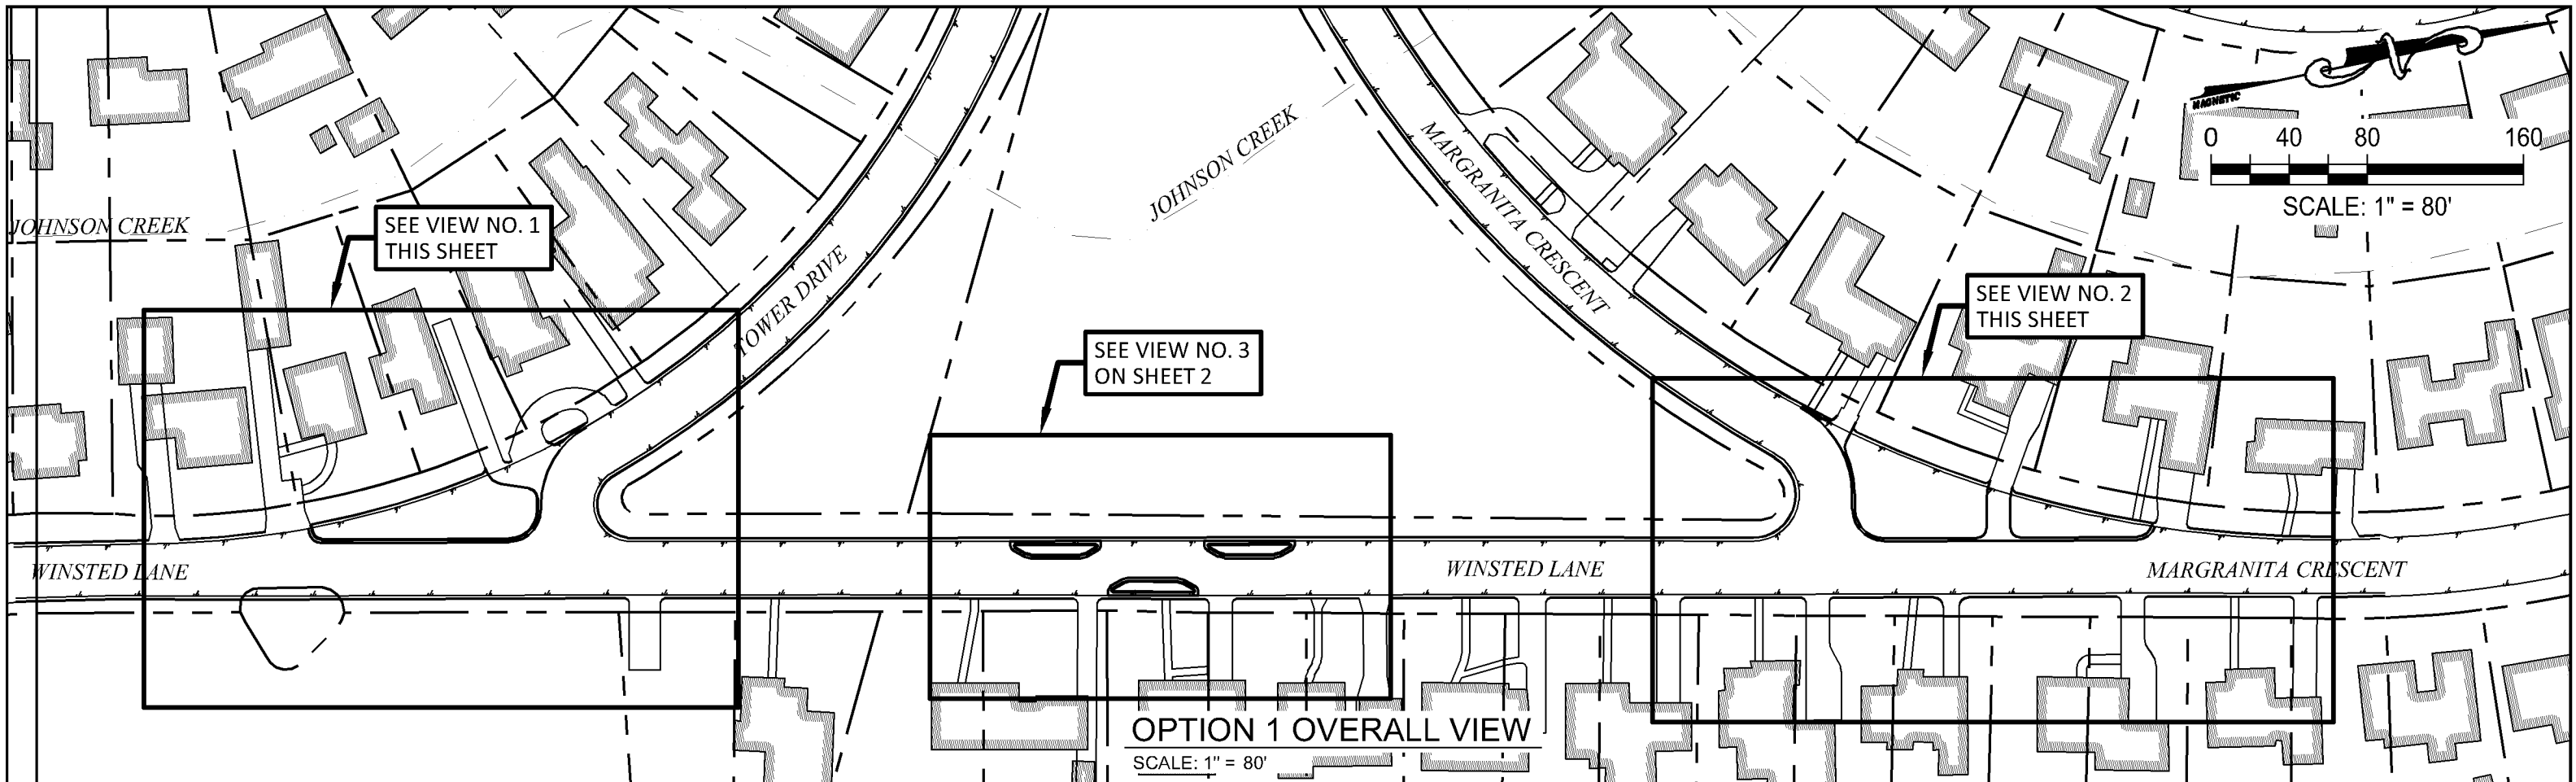 MAGNETIC
0 40 80 160
SCALE: 1" = 80'
JOHNSON CREEK
MARGRANITA CRESCENT
JOHNSON CREEK
SEE VIEW NO. 1
THIS SHEET
TOWER DRIVE
SEE VIEW NO. 2
THIS SHEET
SEE VIEW NO. 3
ON SHEET 2
WINSTED LANE
WINSTED LANE
MARGRANITA CRESCENT
OPTION 1 OVERALL VIEW
SCALE: 1" = 80'